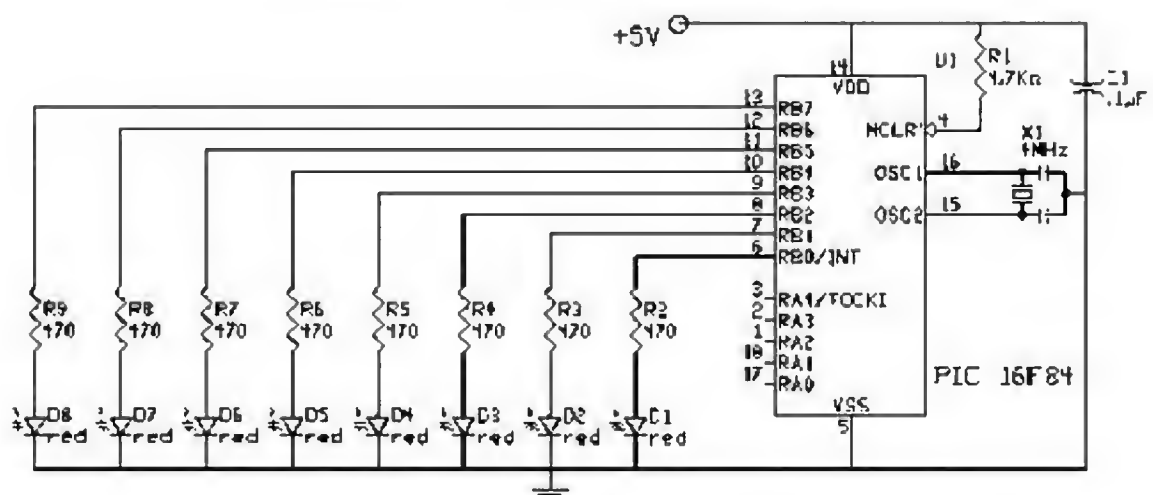 +5V
U1
R1
4.7KΩ
C1
.1µF
14
VDD
13
RB7
12
RB6
11
RB5
10
RB4
9
RB3
8
RB2
7
RB1
6
RB0/INT
3
RA4/TOCKI
2
RA3
1
RA2
18
RA1
17
RA0
MCLR
4
X1
4MHz
OSC1
16
OSC2
15
PIC 16F84
VSS
5
R9
470
R8
470
R7
470
R6
470
R5
470
R4
470
R3
470
R2
470
D8
red
D7
red
D6
red
D5
red
D4
red
D3
red
D2
red
D1
red